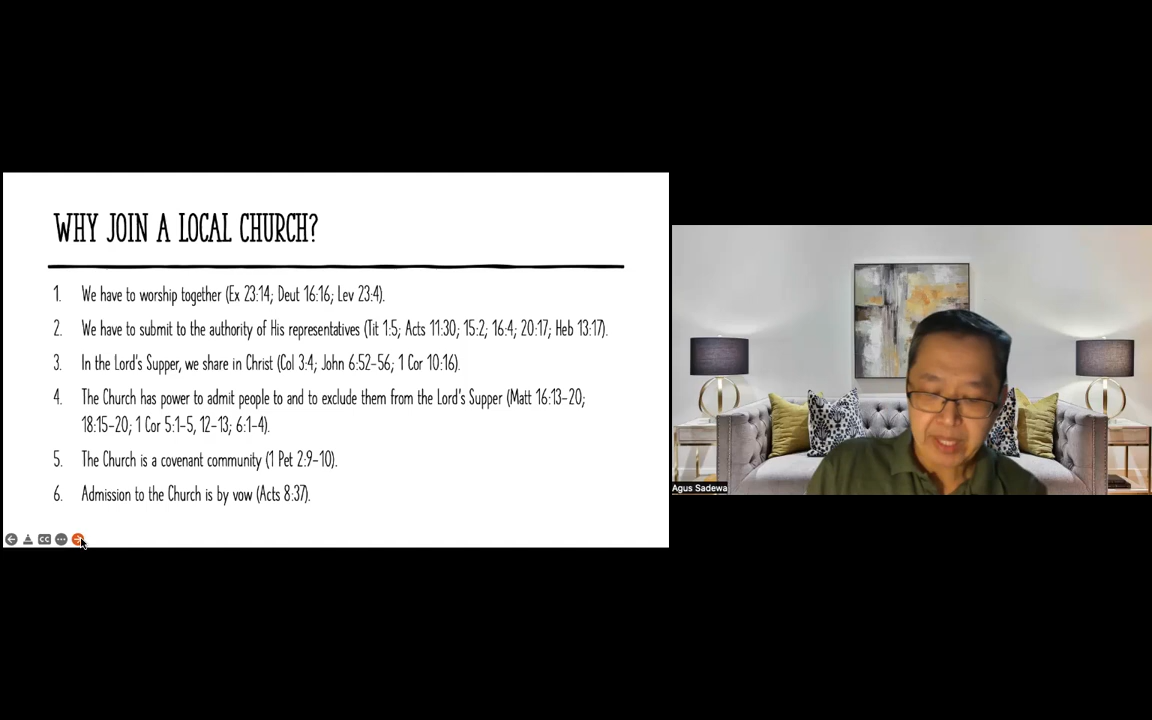 WHY JOIN A LOCAL CHURCH?
1. We have to worship together (Ex 23:14; Deut 16:16; Lev 23:4).
2. We have to submit to the authority of His representatives (Tit 1:5; Acts 11:30; 15:2; 16:4; 20:17; Heb 13:17).
3. In the Lord's Supper, we share in Christ (Col 3:4; John 6:52-56; 1 Cor 10:16).
4. The Church has power to admit people to and to exclude them from the Lord's Supper (Matt 16:13-20;
18:15-20; 1 Cor 5:1-5, 12-13; 6:1-4).
5. The Church is a covenant community (1 Pet 2:9-10).
6. Admission to the Church is by vow (Acts 8:37).
CC
Agus Sadewa